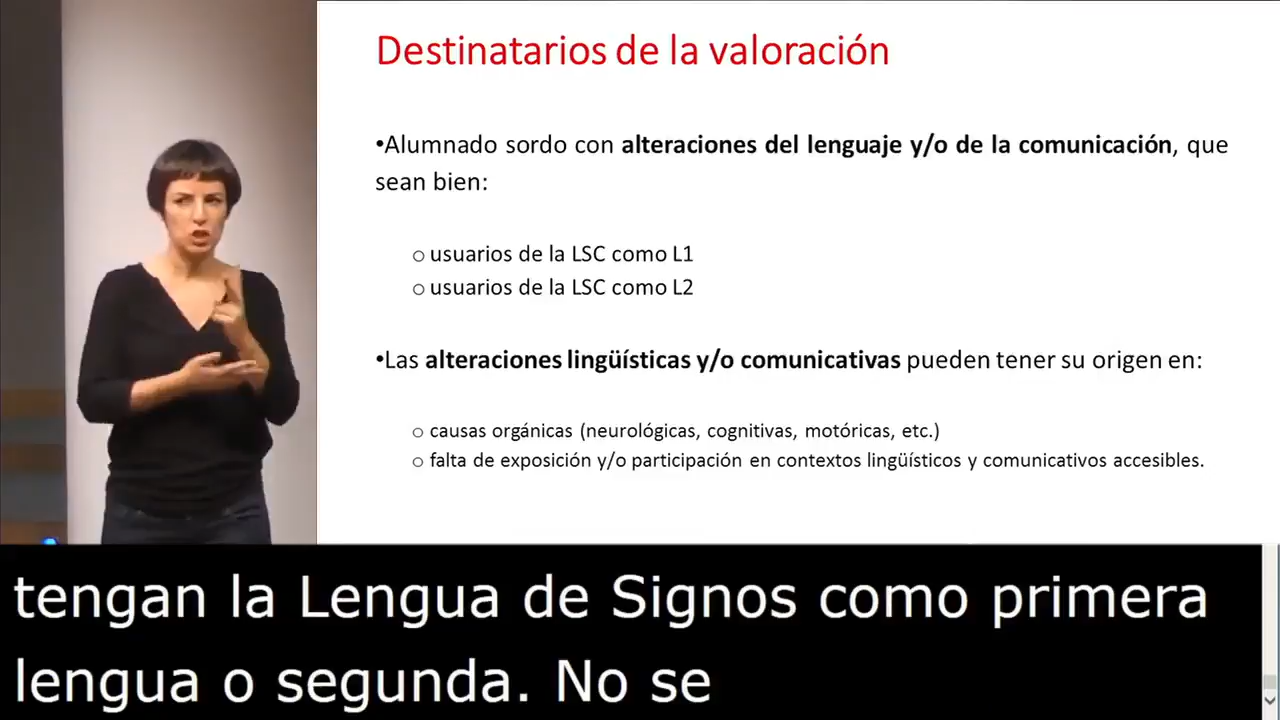 Destinatarios de la valoración
•Alumnado sordo con alteraciones del lenguaje y/o de la comunicación, que
sean bien:
o usuarios de la LSC como L1
o usuarios de la LSC como L2
•Las alteraciones lingüísticas y/o comunicativas pueden tener su origen en:
o causas orgánicas (neurológicas, cognitivas, motóricas, etc.)
o falta de exposición y/o participación en contextos lingüísticos y comunicativos accesibles.
tengan la Lengua de Signos como primera
lengua o segunda. No se